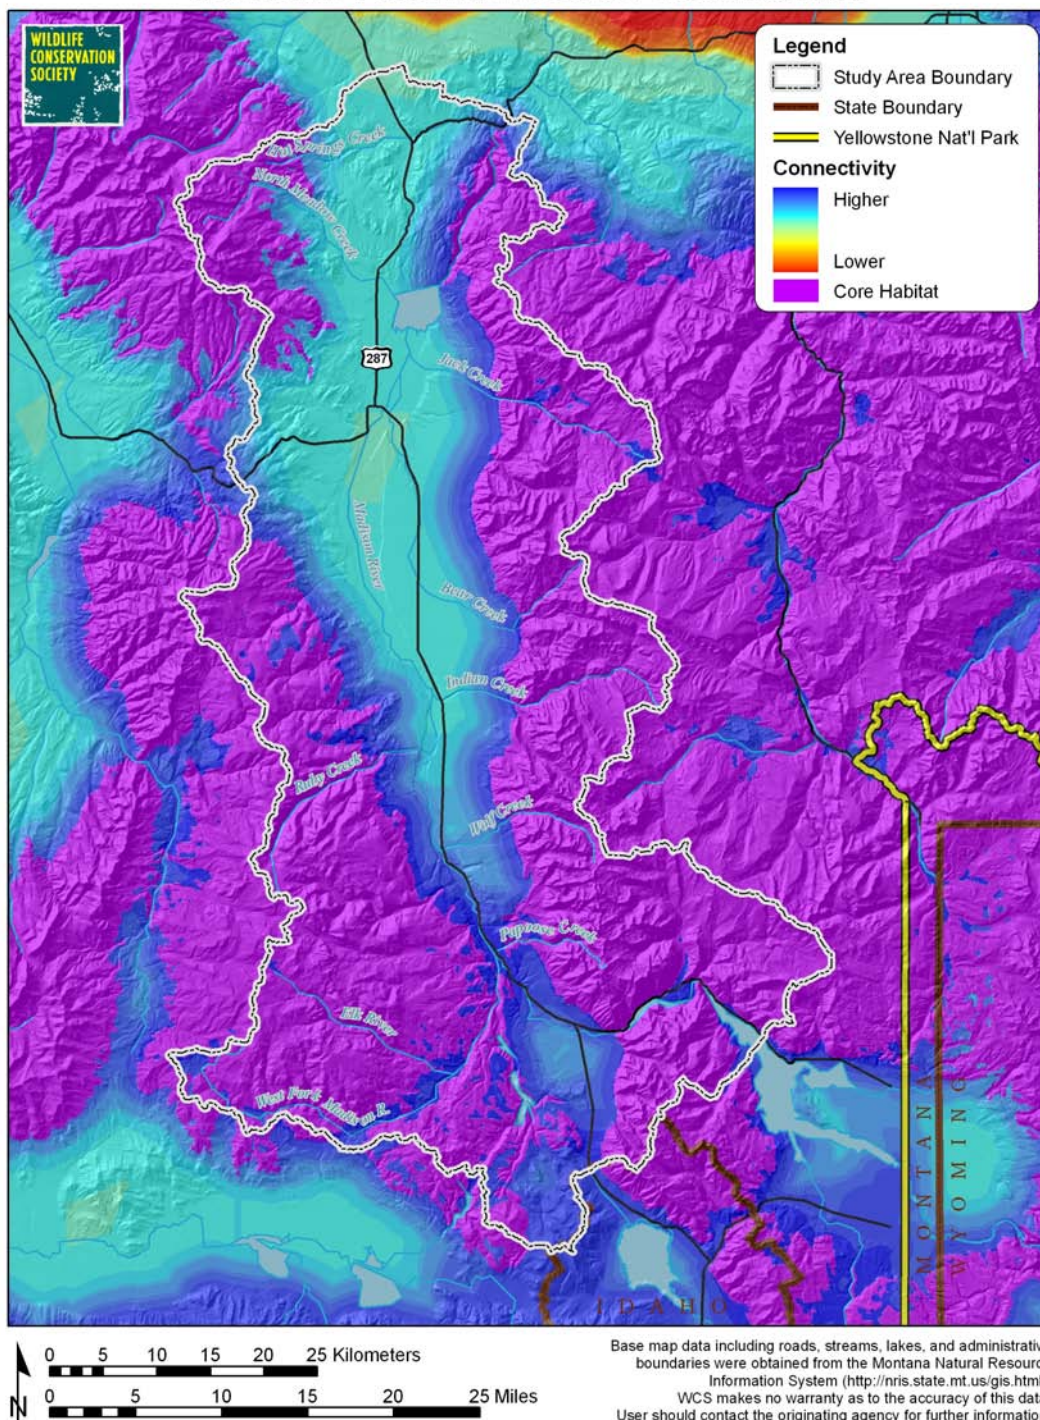 WILDLIFE
CONSERVATION
SOCIETY
Legend
Study Area Boundary
State Boundary
Yellowstone Nat'l Park
Connectivity
Higher
Lower
Core Habitat
Hot Springs Creek
North Meadow Creek
287
Jack Creek
Madison River
Bear Creek
Indian Creek
Ruby Creek
Wolf Creek
Papoose Creek
Elk River
West Fork Madison R.
MONTANA
WYOMING
IDAHO
N
0 5 10 15 20 25 Kilometers
0 5 10 15 20 25 Miles
Base map data including roads, streams, lakes, and administrativ
boundaries were obtained from the Montana Natural Resourc
Information System (http://nris.state.mt.us/gis.html
WCS makes no warranty as to the accuracy of this data
User should contact the originating agency for further information